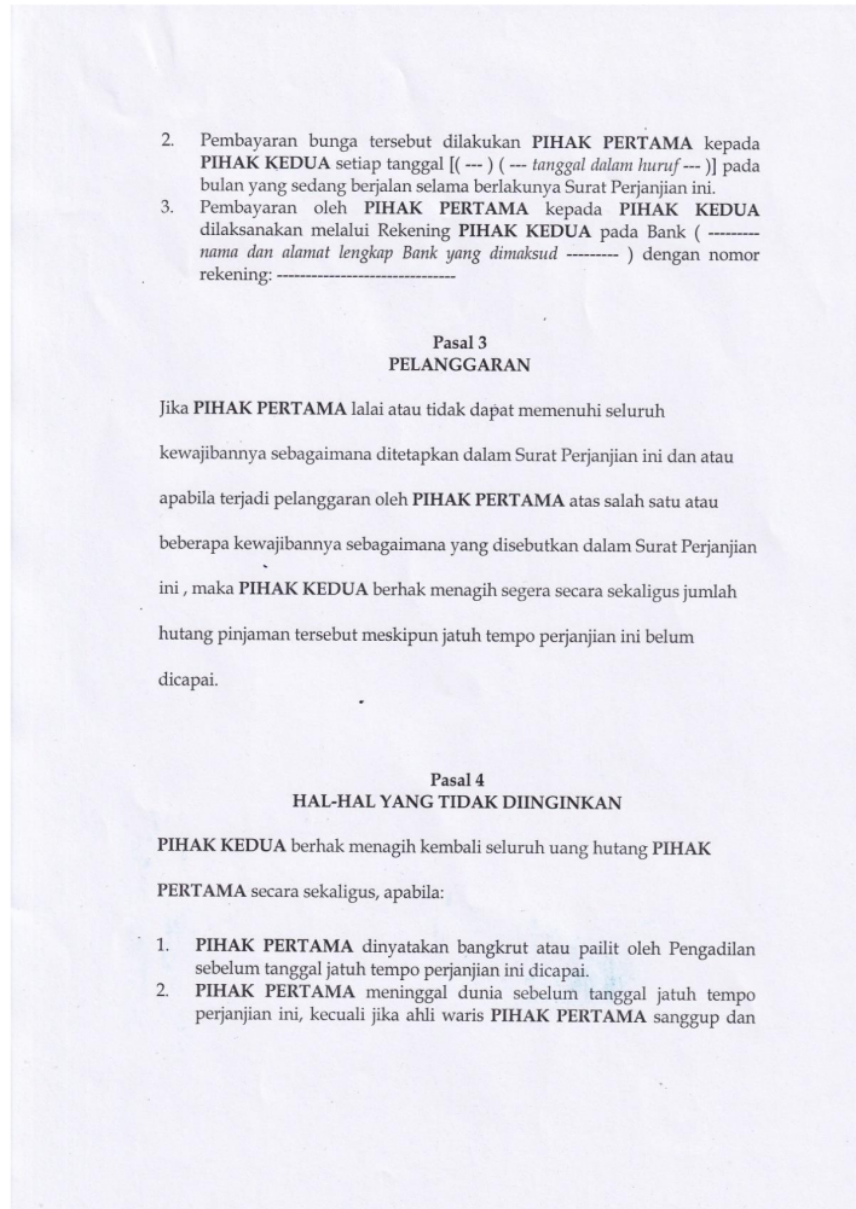 2. Pembayaran bunga tersebut dilakukan PIHAK PERTAMA kepada
PIHAK KEDUA setiap tanggal [( --- ) ( --- tanggal dalam huruf --- )] pada
bulan yang sedang berjalan selama berlakunya Surat Perjanjian ini.
3. Pembayaran oleh PIHAK PERTAMA kepada PIHAK KEDUA
dilaksanakan melalui Rekening PIHAK KEDUA pada Bank ( ---------
nama dan alamat lengkap Bank yang dimaksud --------- ) dengan nomor
rekening: -------------------------------
Pasal 3
PELANGGARAN
Jika PIHAK PERTAMA lalai atau tidak dapat memenuhi seluruh
kewajibannya sebagaimana ditetapkan dalam Surat Perjanjian ini dan atau
apabila terjadi pelanggaran oleh PIHAK PERTAMA atas salah satu atau
beberapa kewajibannya sebagaimana yang disebutkan dalam Surat Perjanjian
ini , maka PIHAK KEDUA berhak menagih segera secara sekaligus jumlah
hutang pinjaman tersebut meskipun jatuh tempo perjanjian ini belum
dicapai.
Pasal 4
HAL-HAL YANG TIDAK DIINGINKAN
PIHAK KEDUA berhak menagih kembali seluruh uang hutang PIHAK
PERTAMA secara sekaligus, apabila:
1. PIHAK PERTAMA dinyatakan bangkrut atau pailit oleh Pengadilan
sebelum tanggal jatuh tempo perjanjian ini dicapai.
2. PIHAK PERTAMA meninggal dunia sebelum tanggal jatuh tempo
perjanjian ini, kecuali jika ahli waris PIHAK PERTAMA sanggup dan